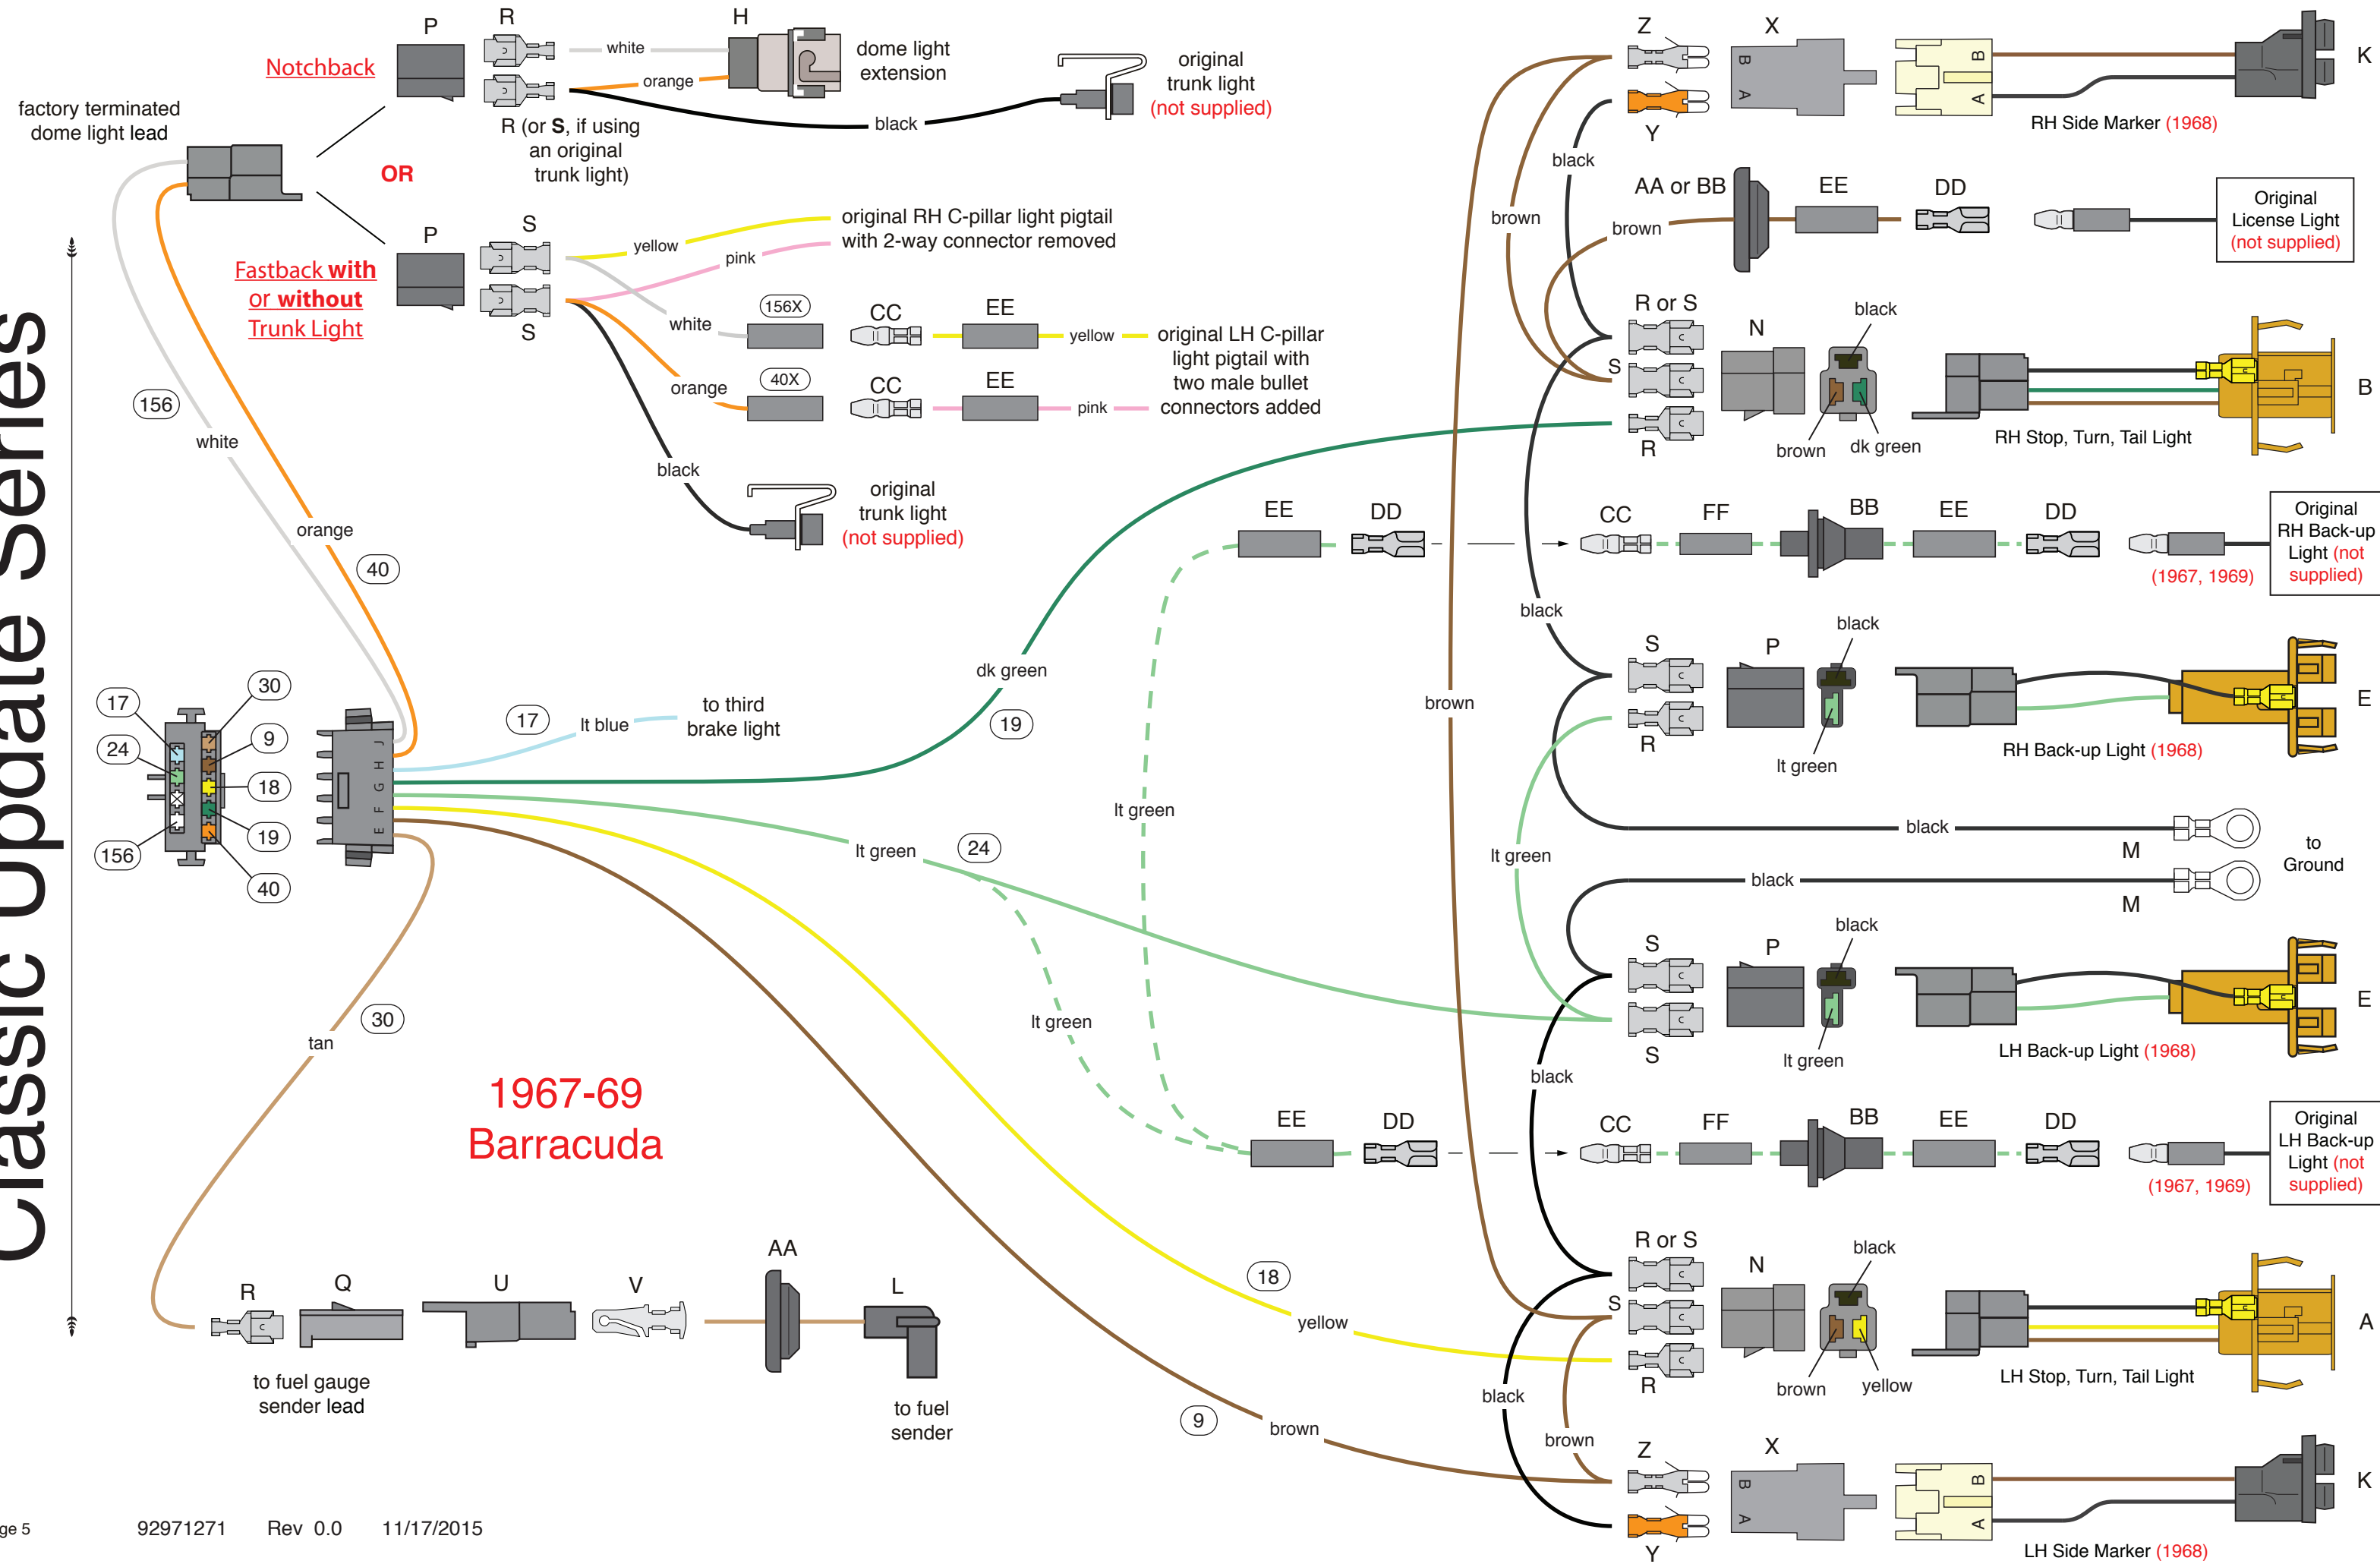 Classic Update Series
P
R
H
Notchback
white
orange
dome light
extension
original
trunk light
(not supplied)
factory terminated
dome light lead
black
R (or S, if using
an original
trunk light)
OR
P
S
yellow
pink
original RH C-pillar light pigtail
with 2-way connector removed
Fastback with
or without
Trunk Light
S
white
156X
CC
EE
yellow
original LH C-pillar
light pigtail with
two male bullet
connectors added
orange
40X
CC
EE
pink
black
original
trunk light
(not supplied)
156
white
orange
40
17
24
156
30
9
18
19
40
J
H
G
F
E
17
lt blue
to third
brake light
dk green
19
lt green
24
lt green
lt green
tan
30
1967-69
Barracuda
18
yellow
9
brown
R
Q
U
V
AA
L
to fuel gauge
sender lead
to fuel
sender
EE
DD
EE
DD
brown
Z
X
B
A
Y
B
A
K
RH Side Marker (1968)
black
brown
brown
AA or BB
EE
DD
Original
License Light
(not supplied)
R or S
S
R
N
black
brown
dk green
RH Stop, Turn, Tail Light
B
CC
FF
BB
EE
DD
(1967, 1969)
Original
RH Back-up
Light (not
supplied)
black
S
R
P
black
lt green
RH Back-up Light (1968)
E
black
M
to
Ground
black
M
lt green
S
S
P
black
lt green
LH Back-up Light (1968)
E
black
CC
FF
BB
EE
DD
(1967, 1969)
Original
LH Back-up
Light (not
supplied)
R or S
S
R
N
black
brown
yellow
LH Stop, Turn, Tail Light
A
black
brown
Z
X
B
A
Y
B
A
K
LH Side Marker (1968)
ge 5
92971271 Rev 0.0 11/17/2015